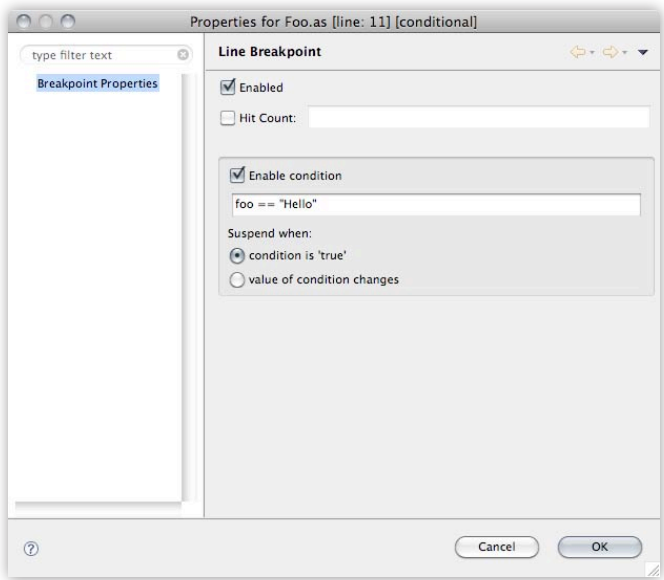 Properties for Foo.as [line: 11] [conditional]
type filter text
Line Breakpoint
Breakpoint Properties
Enabled
Hit Count:
Enable condition
foo == "Hello"
Suspend when:
condition is 'true'
value of condition changes
?
Cancel
OK